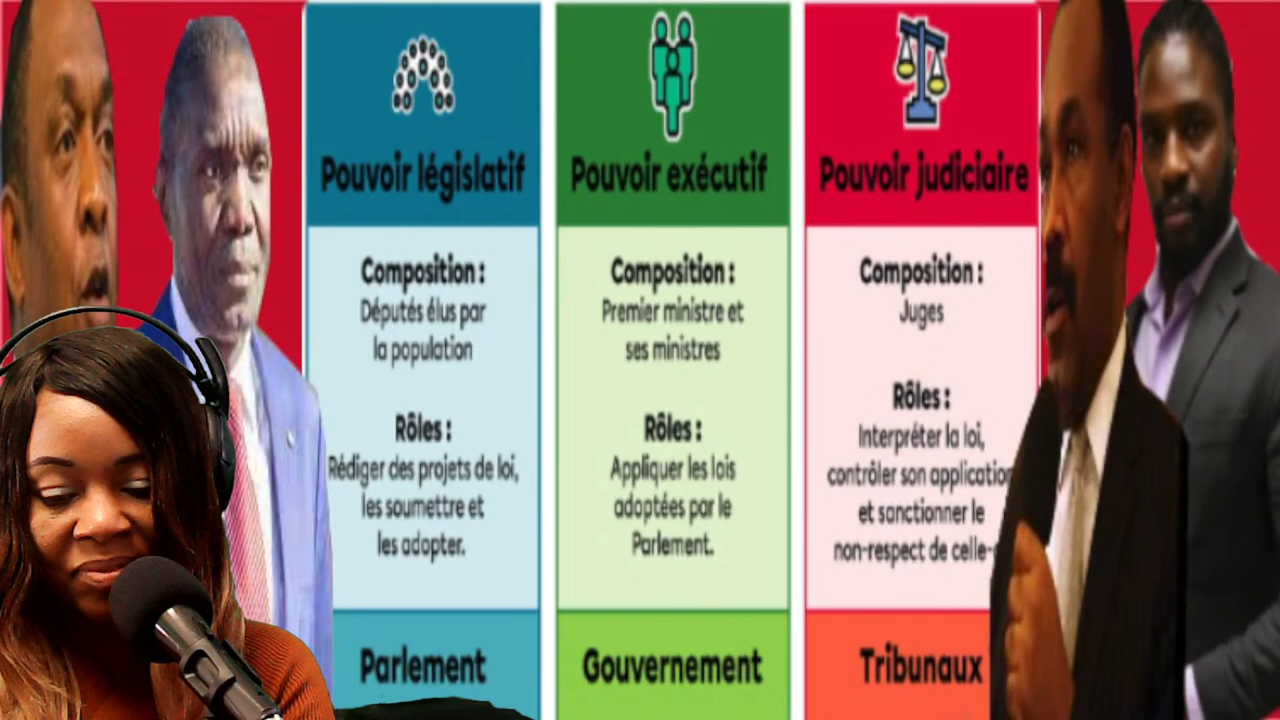 Pouvoir législatif
Composition :
Députés élus par
la population
Rôles :
Rédiger des projets de loi,
les soumettre et
les adopter.
Parlement
Pouvoir exécutif
Composition :
Premier ministre et
ses ministres
Rôles :
Appliquer les lois
adoptées par le
Parlement.
Gouvernement
Pouvoir judiciaire
Composition :
Juges
Rôles :
Interpréter la loi,
contrôler son application
et sanctionner le
non-respect de celle-
Tribunaux